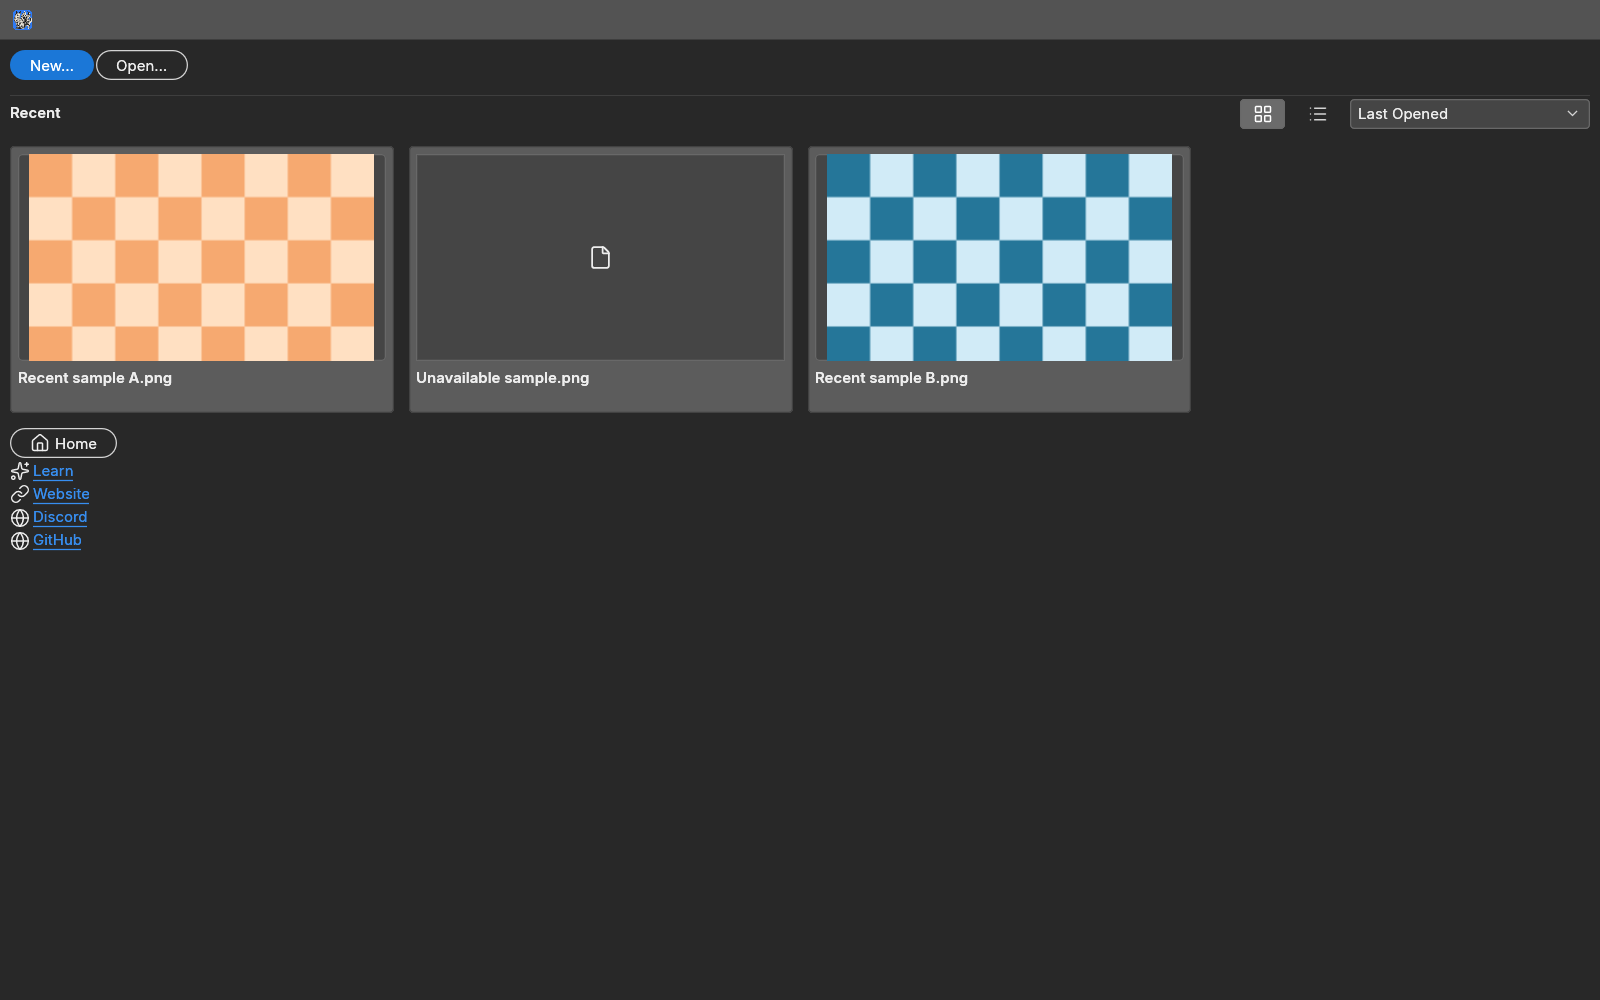 New...
Open...
Recent
Last Opened
Recent sample A.png
Unavailable sample.png
Recent sample B.png
Home
Learn
Website
Discord
GitHub